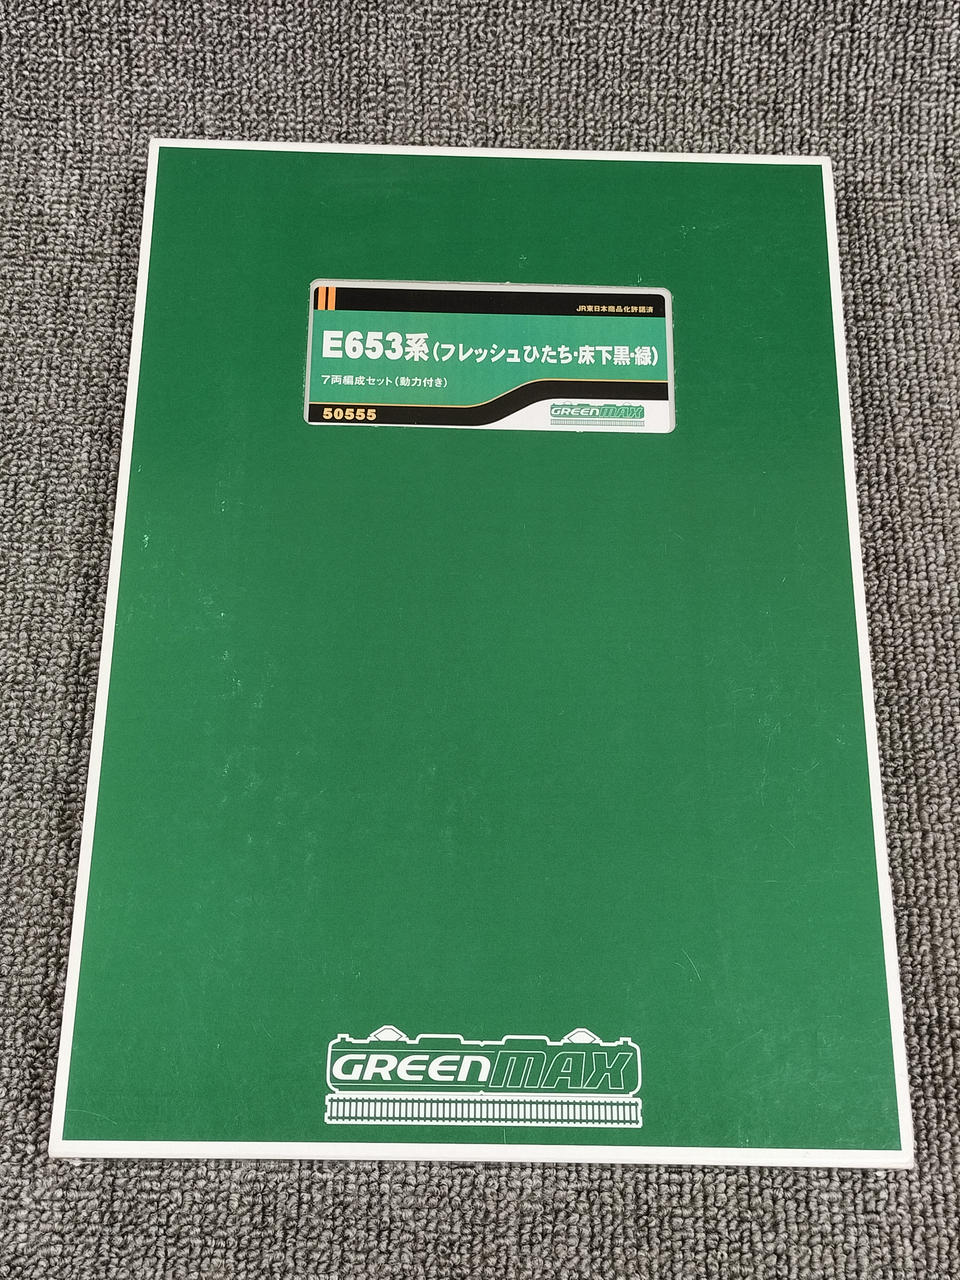 JR東日本商品化許諾済
E653系(フレッシュひたち・床下黒・緑)
7両編成セット(動力付き)
50555
GREENMAX
GREENMAX